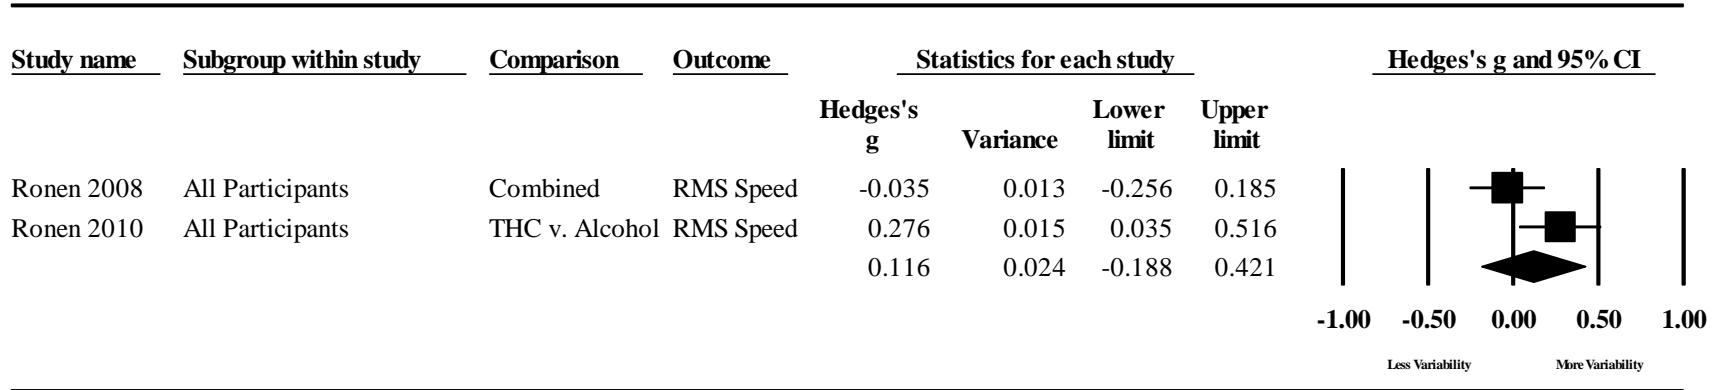 Study name Subgroup within study Comparison Outcome Statistics for each study Hedges's g and 95% CI
Hedges's Lower Upper
g Variance limit limit
Ronen 2008 All Participants Combined RMS Speed -0.035 0.013 -0.256 0.185
Ronen 2010 All Participants THC v. Alcohol RMS Speed 0.276 0.015 0.035 0.516
0.116 0.024 -0.188 0.421
-1.00 -0.50 0.00 0.50 1.00
Less Variability More Variability